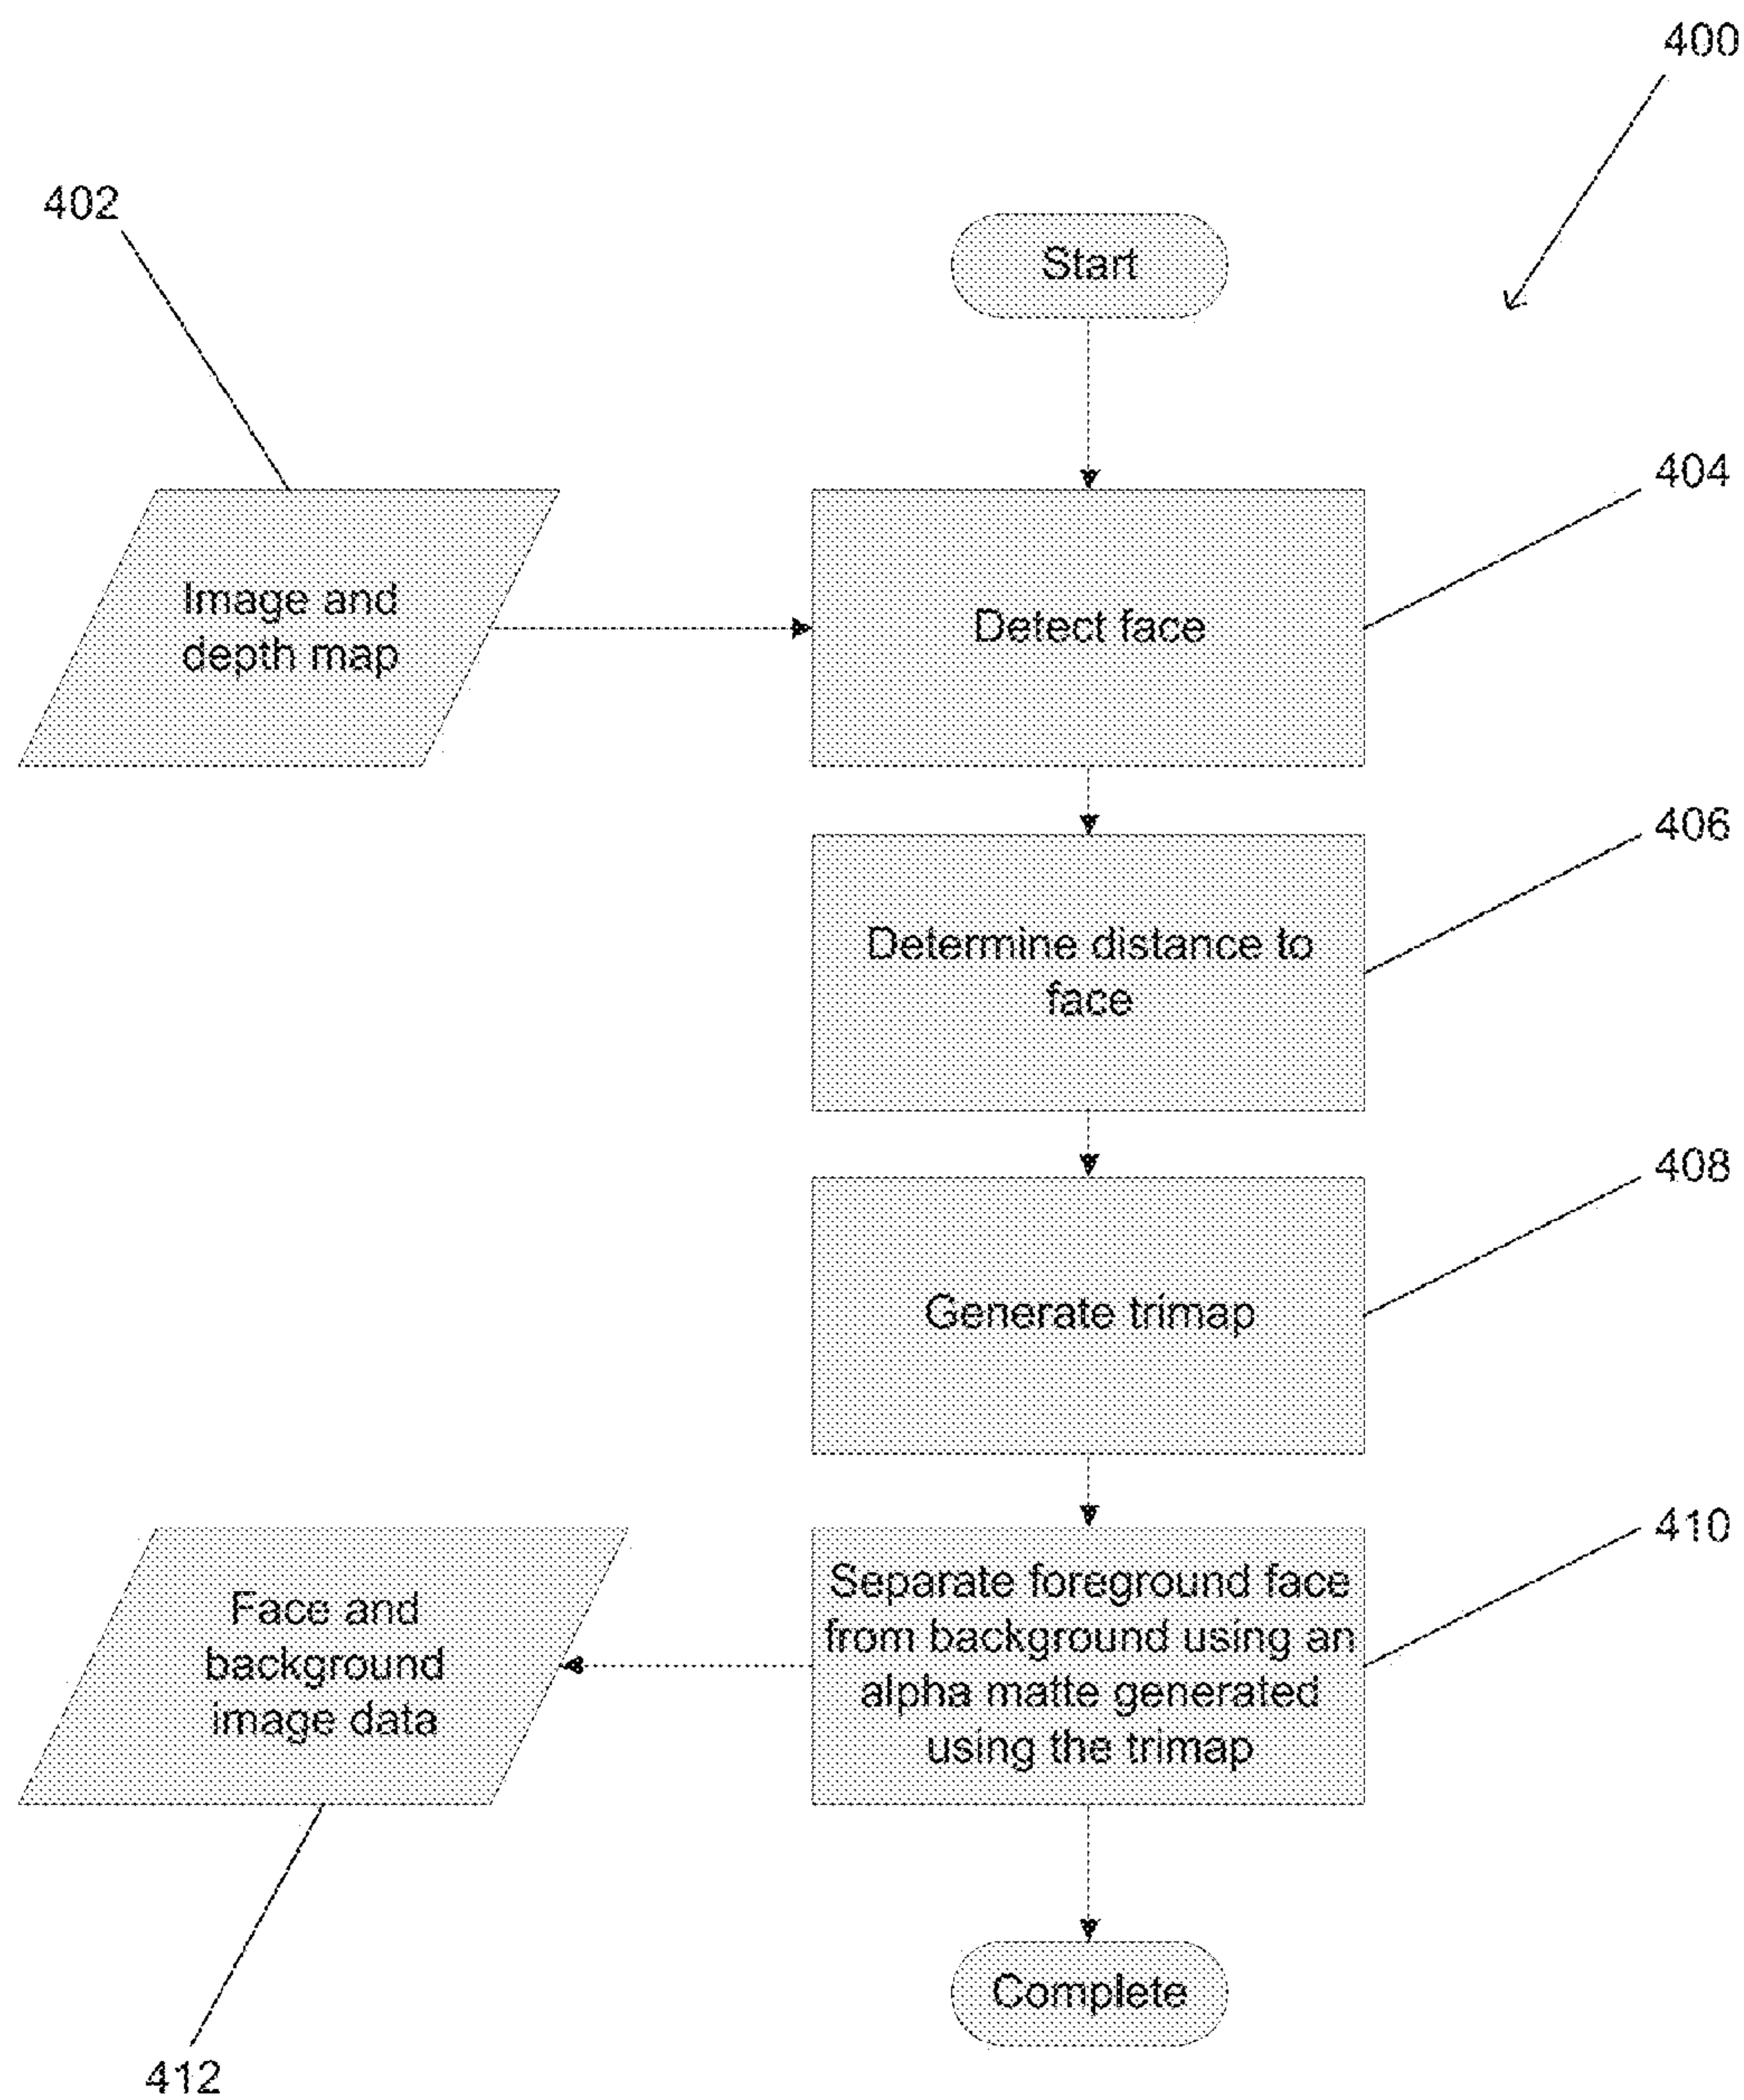 400
402
Start
404
Image and
depth map
Detect face
406
Determine distance to
face
408
Generate trimap
410
Separate foreground face
from background using an
alpha matte generated
using the trimap
Face and
background
image data
Complete
412